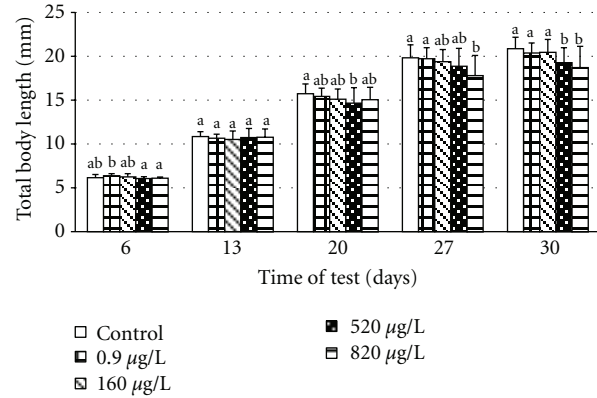 25
20
15
10
5
0
Total body length (mm)
ab b ab a a
a a a a a
a ab ab b ab
a a ab ab b
a a a b b
6 13 20 27 30
Time of test (days)
Control
0.9 µg/L
160 µg/L
520 µg/L
820 µg/L